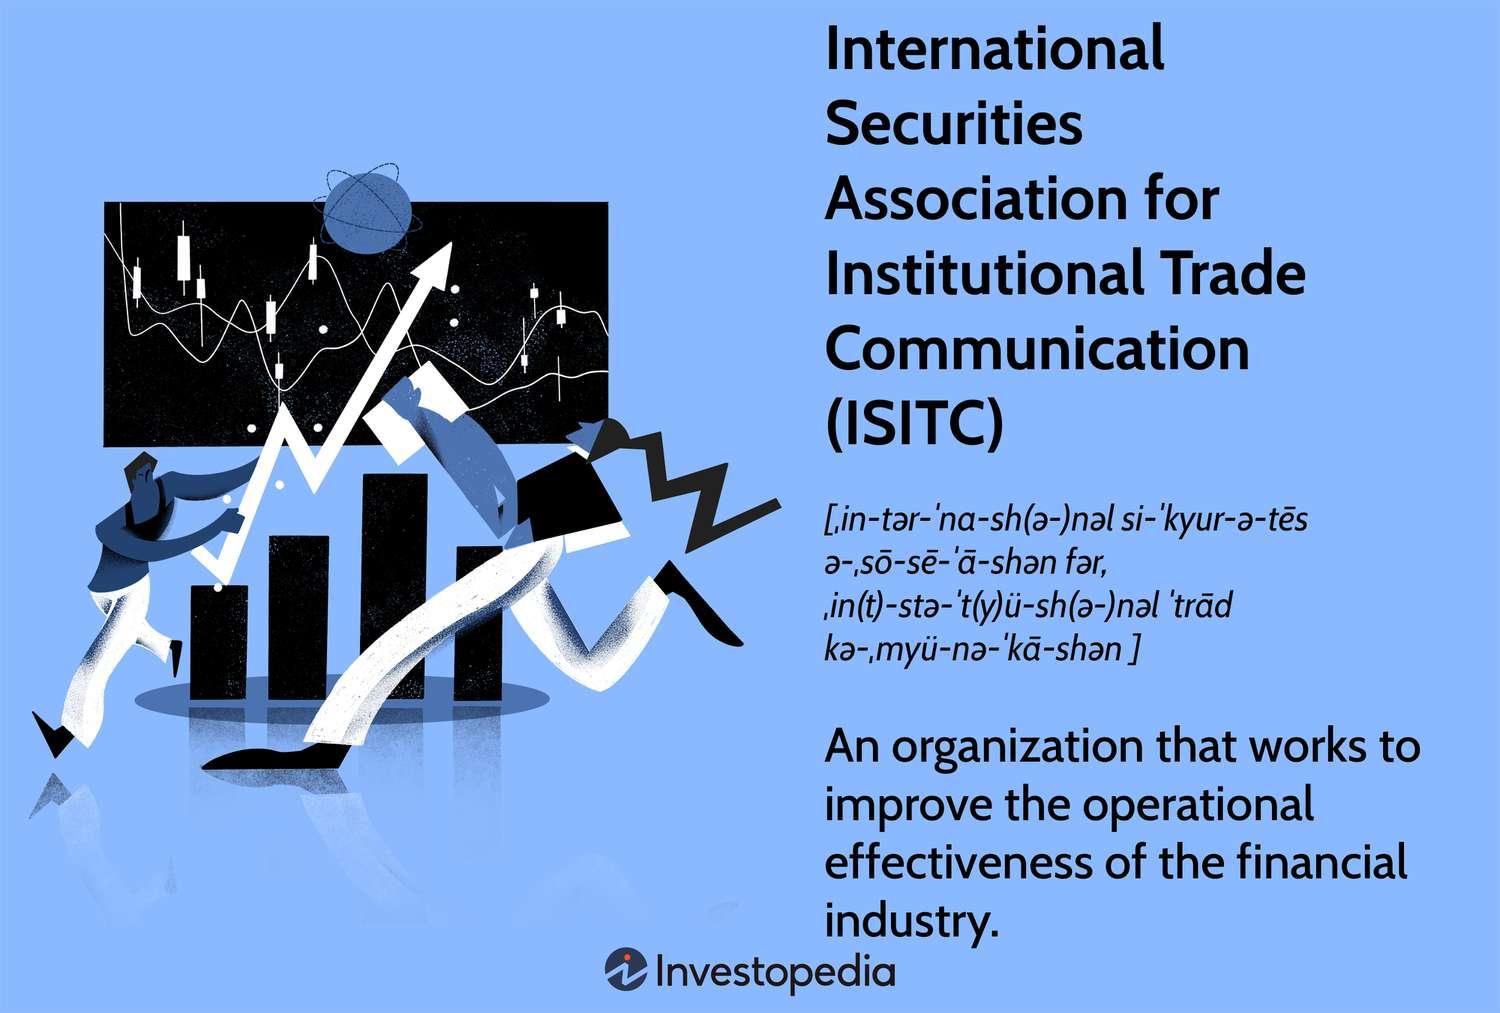 International
Securities
Association for
Institutional Trade
Communication
(ISITC)
[ˌin-tər-ˈna-sh(ə-)nəl si-ˈkyur-ə-tēs
ə-ˌsō-sē-ˈā-shən fər,
ˌin(t)-stə-ˈt(y)ü-sh(ə-)nəl ˈtrād
kə-ˌmyü-nə-ˈkā-shən ]
An organization that works to
improve the operational
effectiveness of the financial
industry.
Investopedia